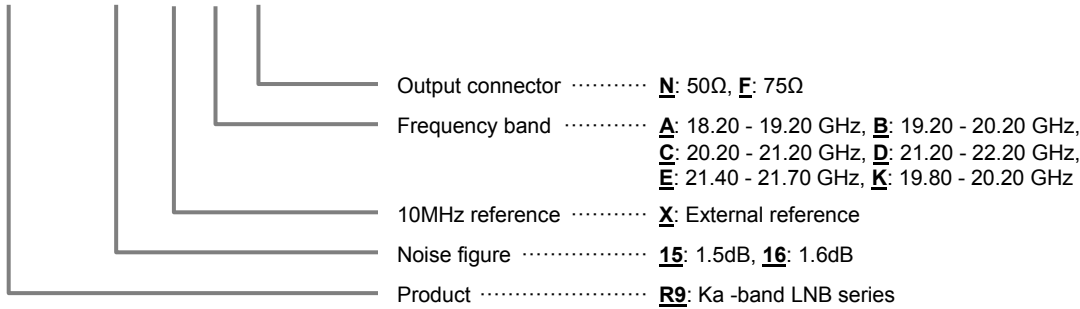 Output connector ··········· N: 50Ω, F: 75Ω
Frequency band ··········· A: 18.20 - 19.20 GHz, B: 19.20 - 20.20 GHz,
C: 20.20 - 21.20 GHz, D: 21.20 - 22.20 GHz,
E: 21.40 - 21.70 GHz, K: 19.80 - 20.20 GHz
10MHz reference ··········· X: External reference
Noise figure ·················· 15: 1.5dB, 16: 1.6dB
Product ························ R9: Ka -band LNB series